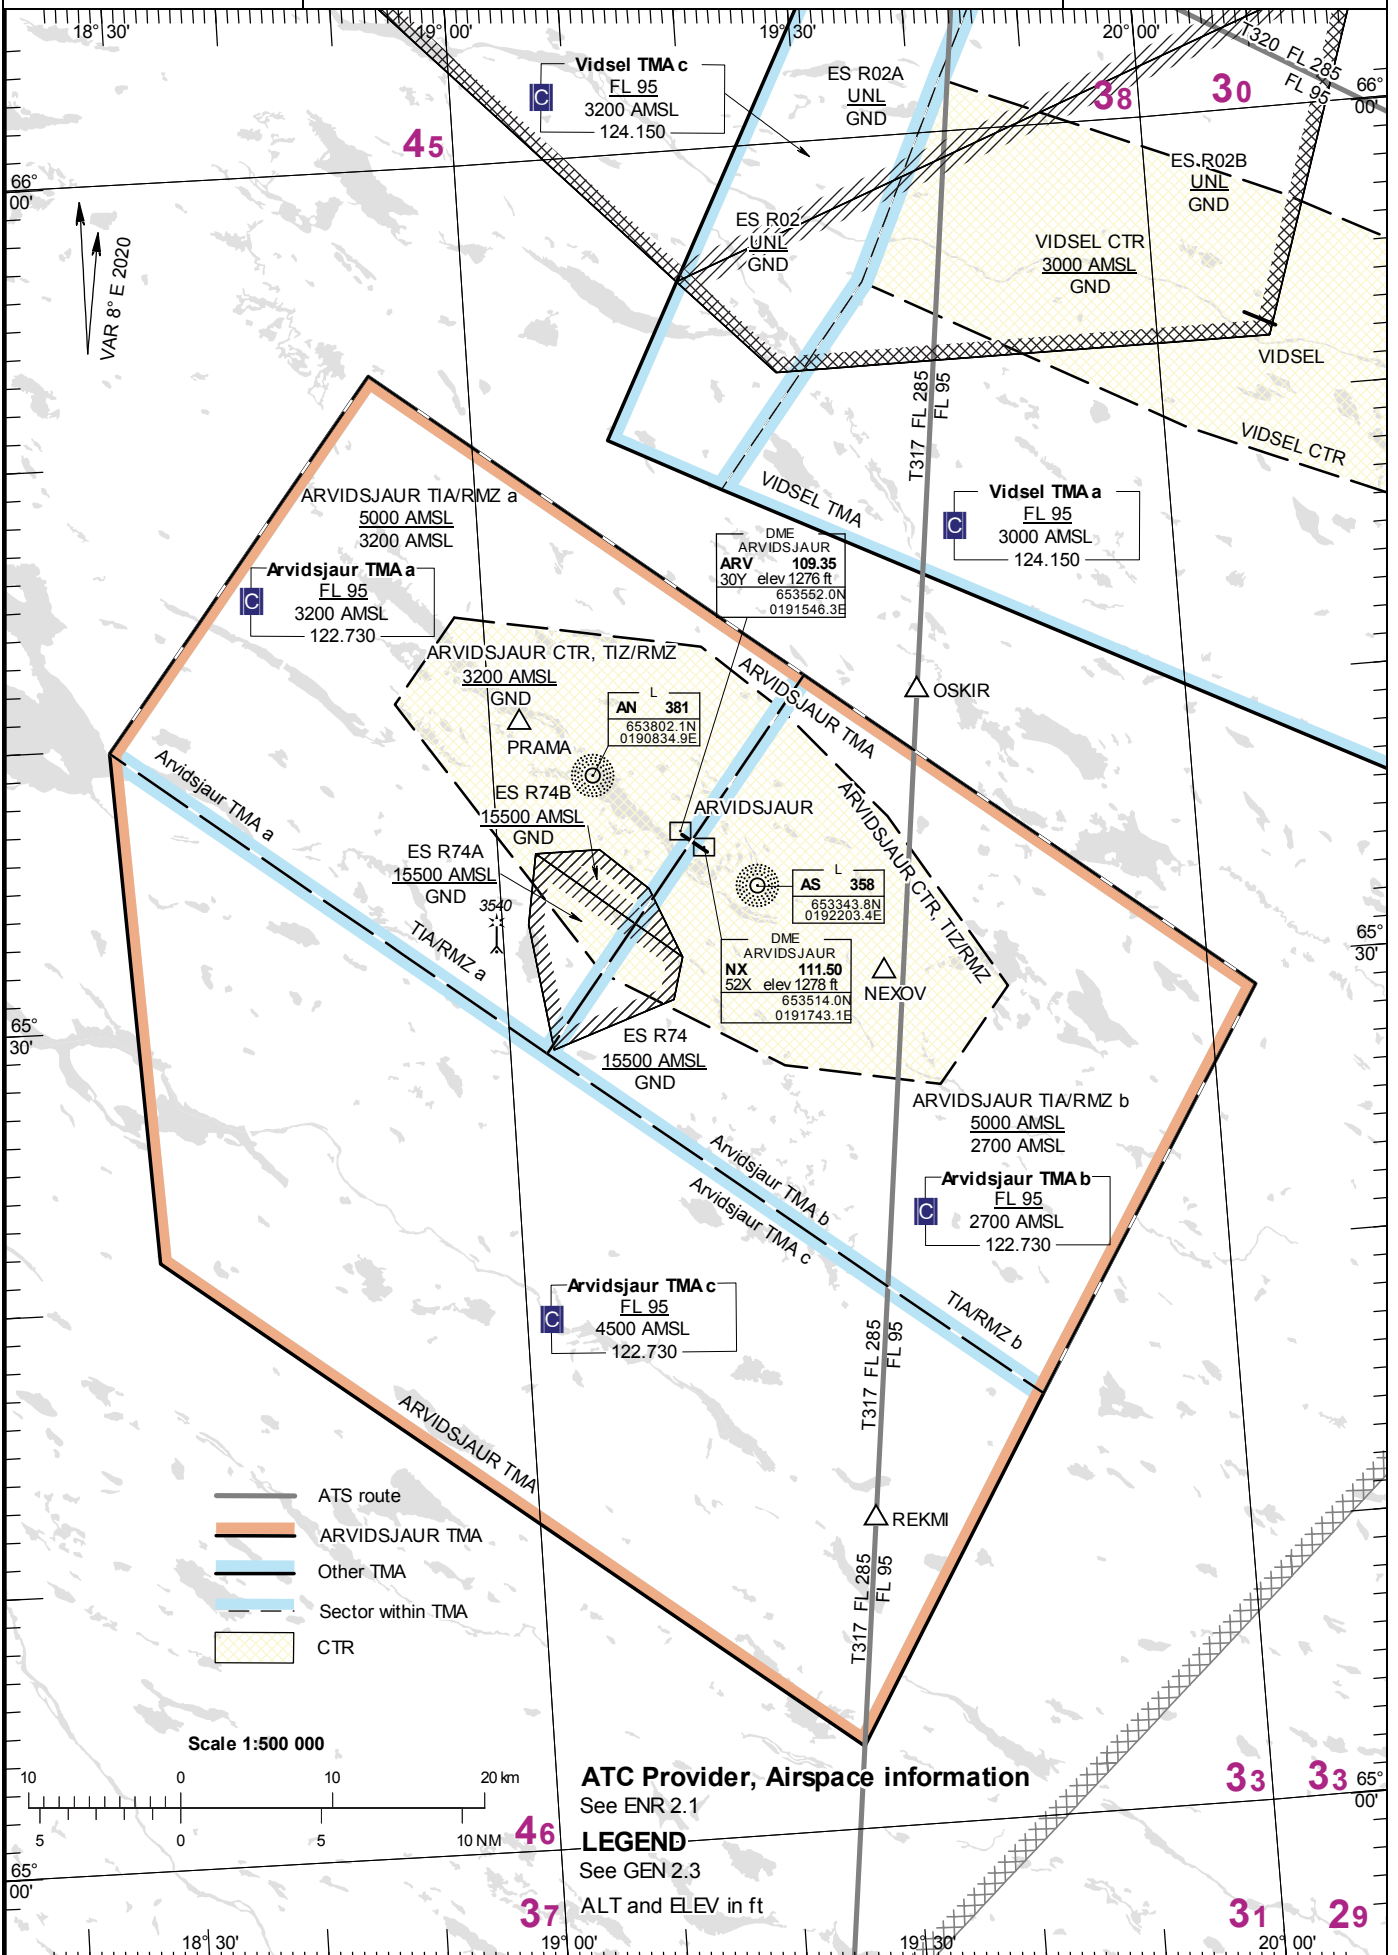 18°30'
19°00'
19°30'
20°00'
T320 FL 285
FL 95
Vidsel TMA c
C
FL 95
3200 AMSL
124.150
ES R02A
UNL
GND
38
30
66°
00'
45
ES R02B
UNL
GND
66°
00'
ES R02
UNL
GND
VIDSEL CTR
3000 AMSL
GND
VAR 8° E 2020
VIDSEL
T317 FL 285
FL 95
VIDSEL CTR
VIDSEL TMA
Vidsel TMA a
C
FL 95
3000 AMSL
124.150
ARVIDSJAUR TIA/RMZ a
5000 AMSL
3200 AMSL
DME
ARVIDSJAUR
ARV 109.35
30Y elev 1276 ft
653552.0N
0191546.3E
Arvidsjaur TMA a
C
FL 95
3200 AMSL
122.730
ARVIDSJAUR CTR, TIZ/RMZ
3200 AMSL
GND
ARVIDSJAUR TMA
OSKIR
L
AN 381
653802.1N
0190834.9E
PRAMA
Arvidsjaur TMA a
ES R74B
15500 AMSL
GND
ARVIDSJAUR
ARVIDSJAUR CTR, TIZ/RMZ
ES R74A
15500 AMSL
GND
3540
L
AS 358
653343.8N
0192203.4E
TIA/RMZ a
DME
ARVIDSJAUR
NX 111.50
52X elev 1278 ft
653514.0N
0191743.1E
NEXOV
65°
30'
65°
30'
ES R74
15500 AMSL
GND
ARVIDSJAUR TIA/RMZ b
5000 AMSL
2700 AMSL
Arvidsjaur TMA b
Arvidsjaur TMA c
Arvidsjaur TMA b
C
FL 95
2700 AMSL
122.730
Arvidsjaur TMA c
C
FL 95
4500 AMSL
122.730
TIA/RMZ b
T317 FL 285
FL 95
ARVIDSJAUR TMA
REKMI
T317 FL 285
FL 95
ATS route
ARVIDSJAUR TMA
Other TMA
Sector within TMA
CTR
Scale 1:500 000
10 0 10 20 km
5 0 5 10 NM
ATC Provider, Airspace information
See ENR 2.1
LEGEND
See GEN 2.3
ALT and ELEV in ft
33
33
65°
00'
46
65°
00'
37
31
29
18°30'
19°00'
19°30'
20°00'